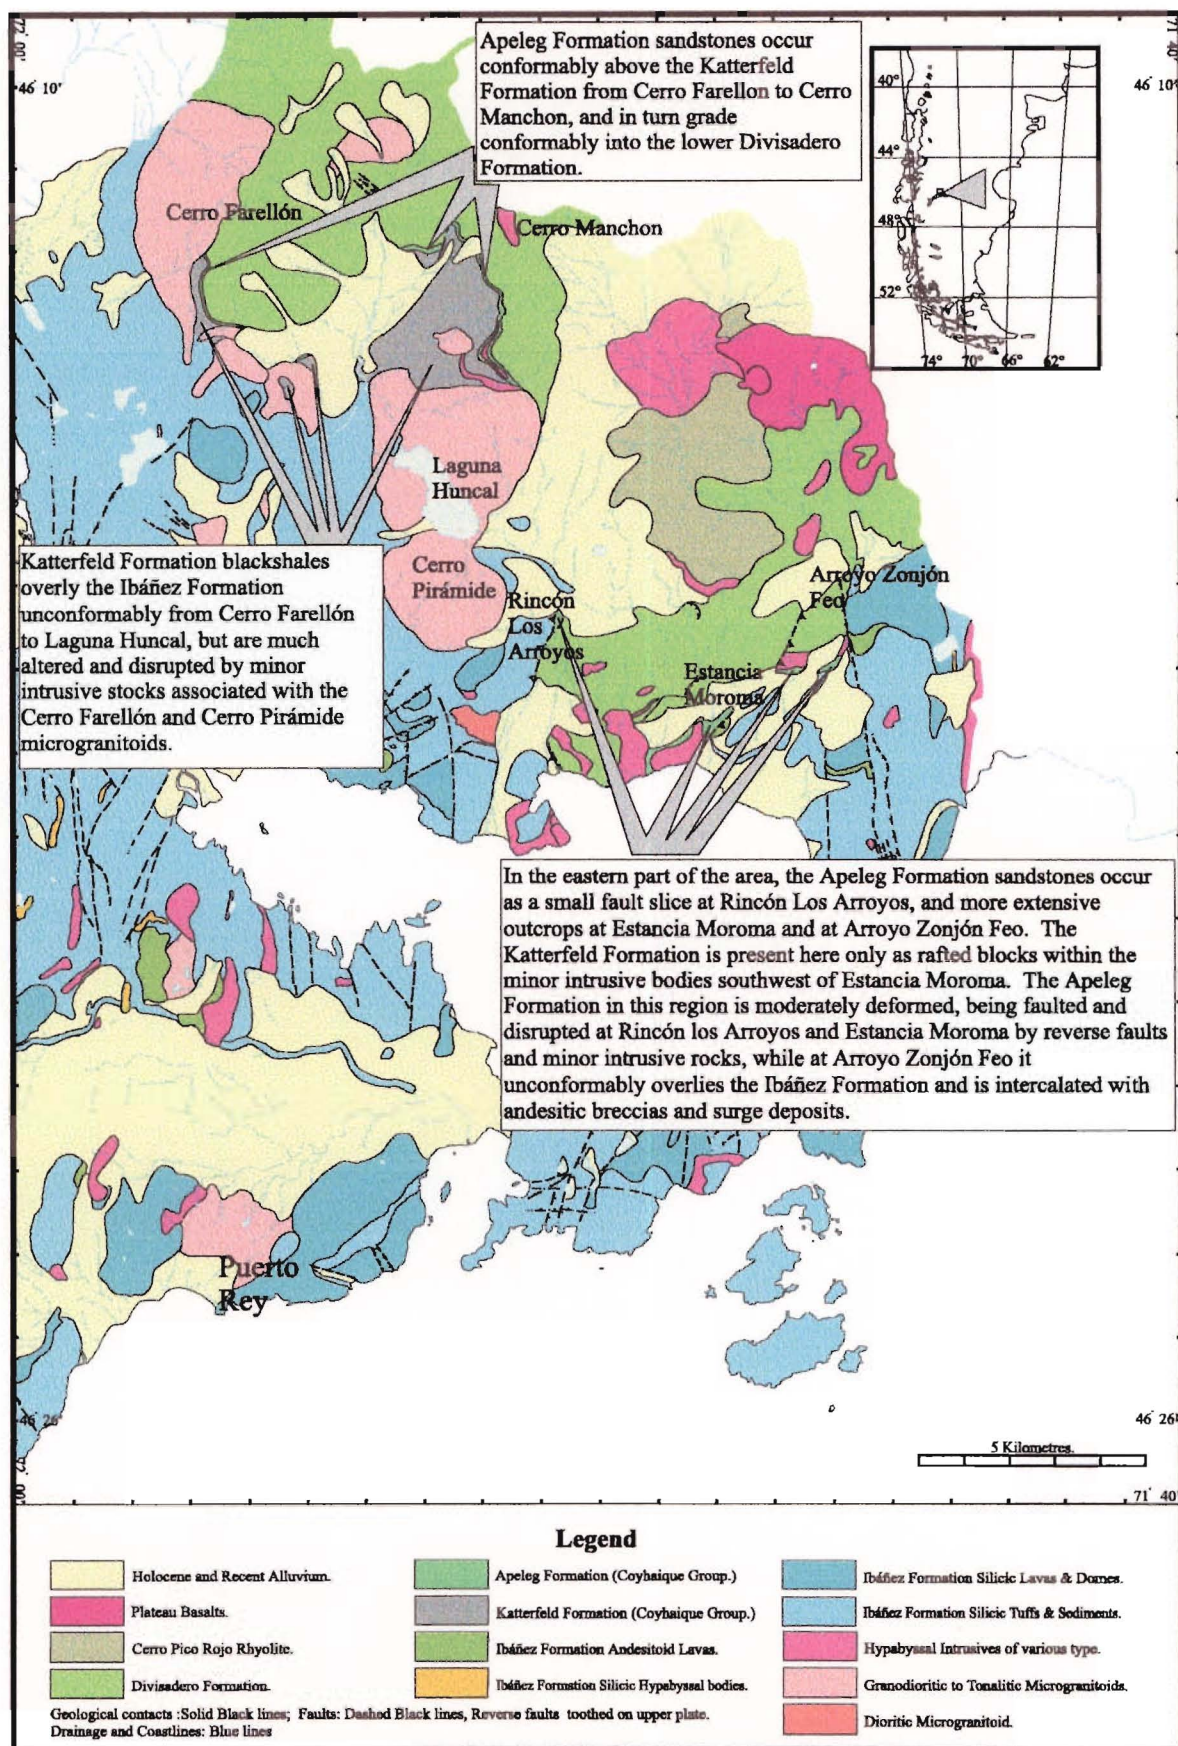 72° 00'
71° 40'
46° 10'
46° 10'
Apeleg Formation sandstones occur
conformably above the Katterfeld
Formation from Cerro Farellon to Cerro
Manchon, and in turn grade
conformably into the lower Divisadero
Formation.
40°
44°
48°
52°
74° 70° 66° 62°
Cerro Farellón
Cerro Manchon
Laguna
Huncal
Cerro
Pirámide
Rincón
Los
Arroyos
Arroyo Zonjón
Feo
Estancia
Moroma
Katterfeld Formation blackshales
overly the Ibáñez Formation
unconformably from Cerro Farellón
to Laguna Huncal, but are much
altered and disrupted by minor
intrusive stocks associated with the
Cerro Farellón and Cerro Pirámide
microgranitoids.
In the eastern part of the area, the Apeleg Formation sandstones occur
as a small fault slice at Rincón Los Arroyos, and more extensive
outcrops at Estancia Moroma and at Arroyo Zonjón Feo. The
Katterfeld Formation is present here only as rafted blocks within the
minor intrusive bodies southwest of Estancia Moroma. The Apeleg
Formation in this region is moderately deformed, being faulted and
disrupted at Rincón los Arroyos and Estancia Moroma by reverse faults
and minor intrusive rocks, while at Arroyo Zonjón Feo it
unconformably overlies the Ibáñez Formation and is intercalated with
andesitic breccias and surge deposits.
Puerto
Rey
46° 26'
46° 26'
5 Kilometres.
72° 00'
71° 40'
Legend
Holocene and Recent Alluvium.
Plateau Basalts.
Cerro Pico Rojo Rhyolite.
Divisadero Formation.
Apeleg Formation (Coyhaique Group.)
Katterfeld Formation (Coyhaique Group.)
Ibáñez Formation Andesitoid Lavas.
Ibáñez Formation Silicic Hypabyssal bodies.
Ibáñez Formation Silicic Lavas & Domes.
Ibáñez Formation Silicic Tuffs & Sediments.
Hypabyssal Intrusives of various type.
Granodioritic to Tonalitic Microgranitoids.
Dioritic Microgranitoid.
Geological contacts :Solid Black lines; Faults: Dashed Black lines, Reverse faults toothed on upper plate.
Drainage and Coastlines: Blue lines